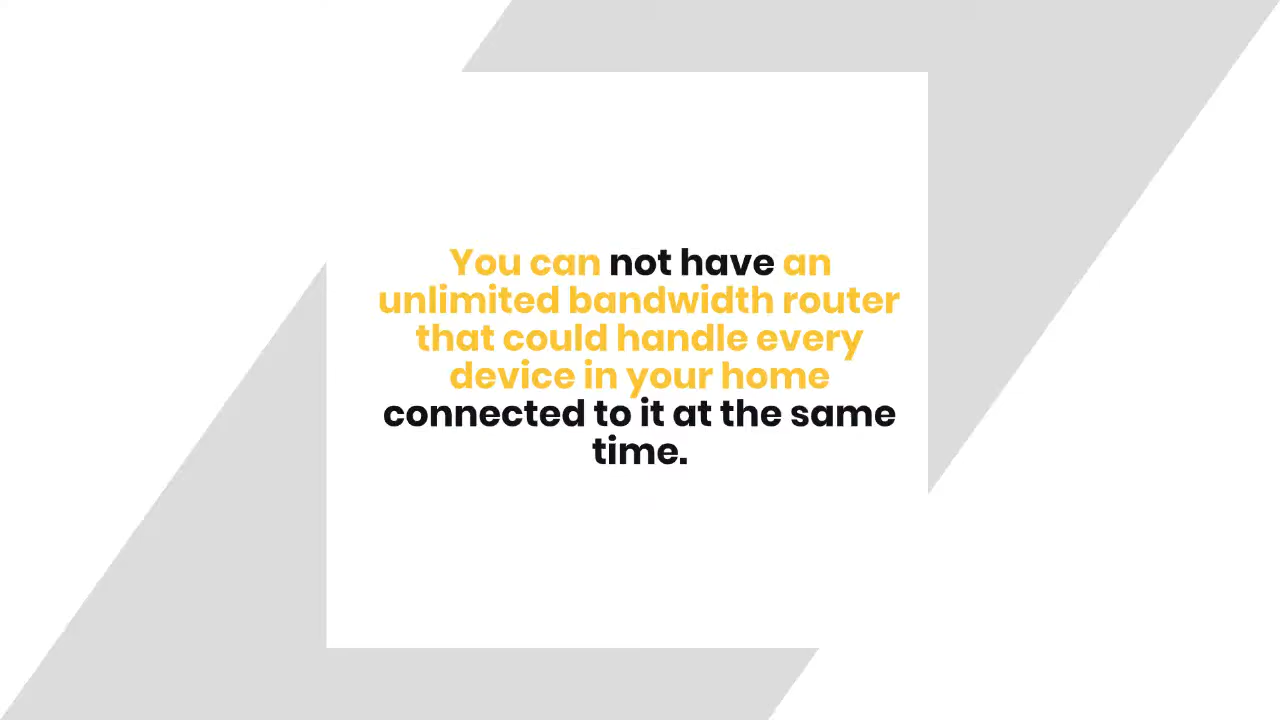 You can not have an
unlimited bandwidth router
that could handle every
device in your home
connected to it at the same
time.